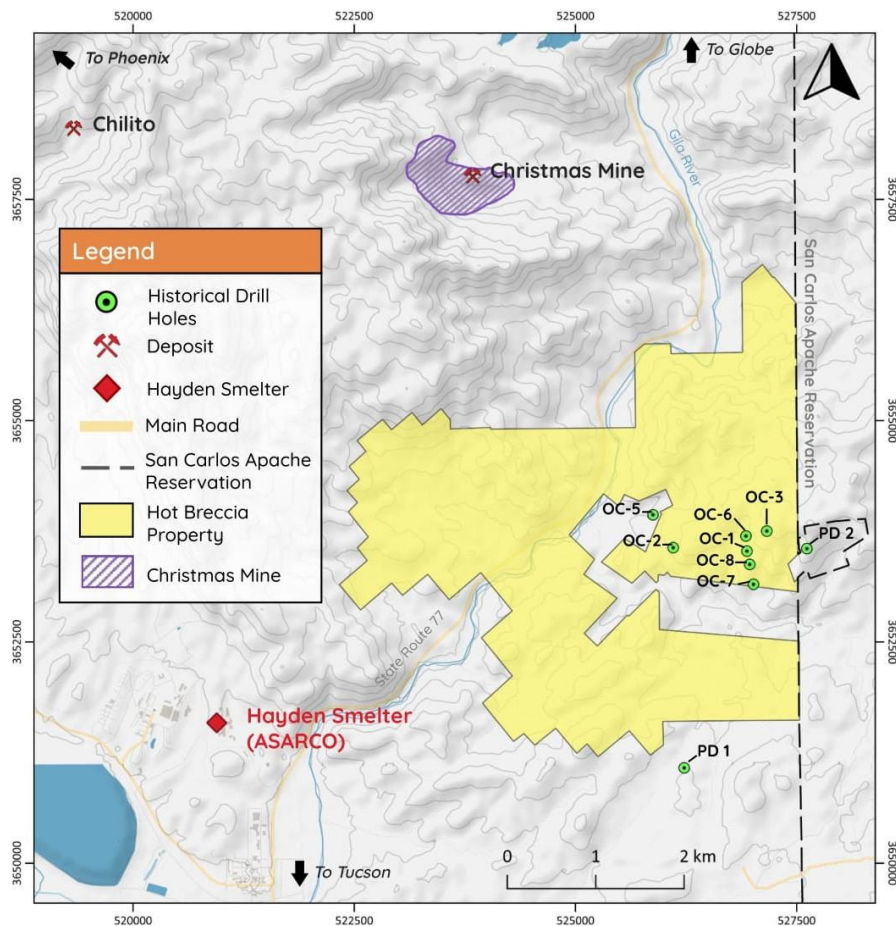 520000
522500
525000
527500
To Phoenix
To Globe
Chilito
Christmas Mine
Gila River
3657500
3657500
Legend
Historical Drill
Holes
Deposit
Hayden Smelter
Main Road
San Carlos Apache
Reservation
Hot Breccia
Property
Christmas Mine
San Carlos Apache Reservation
3655000
3655000
OC-3
OC-5
OC-6
OC-2
OC-1
PD 2
OC-8
OC-7
3652500
3652500
State Route 77
Hayden Smelter
(ASARCO)
PD 1
0
1
2 km
To Tucson
3650000
3650000
520000
522500
525000
527500